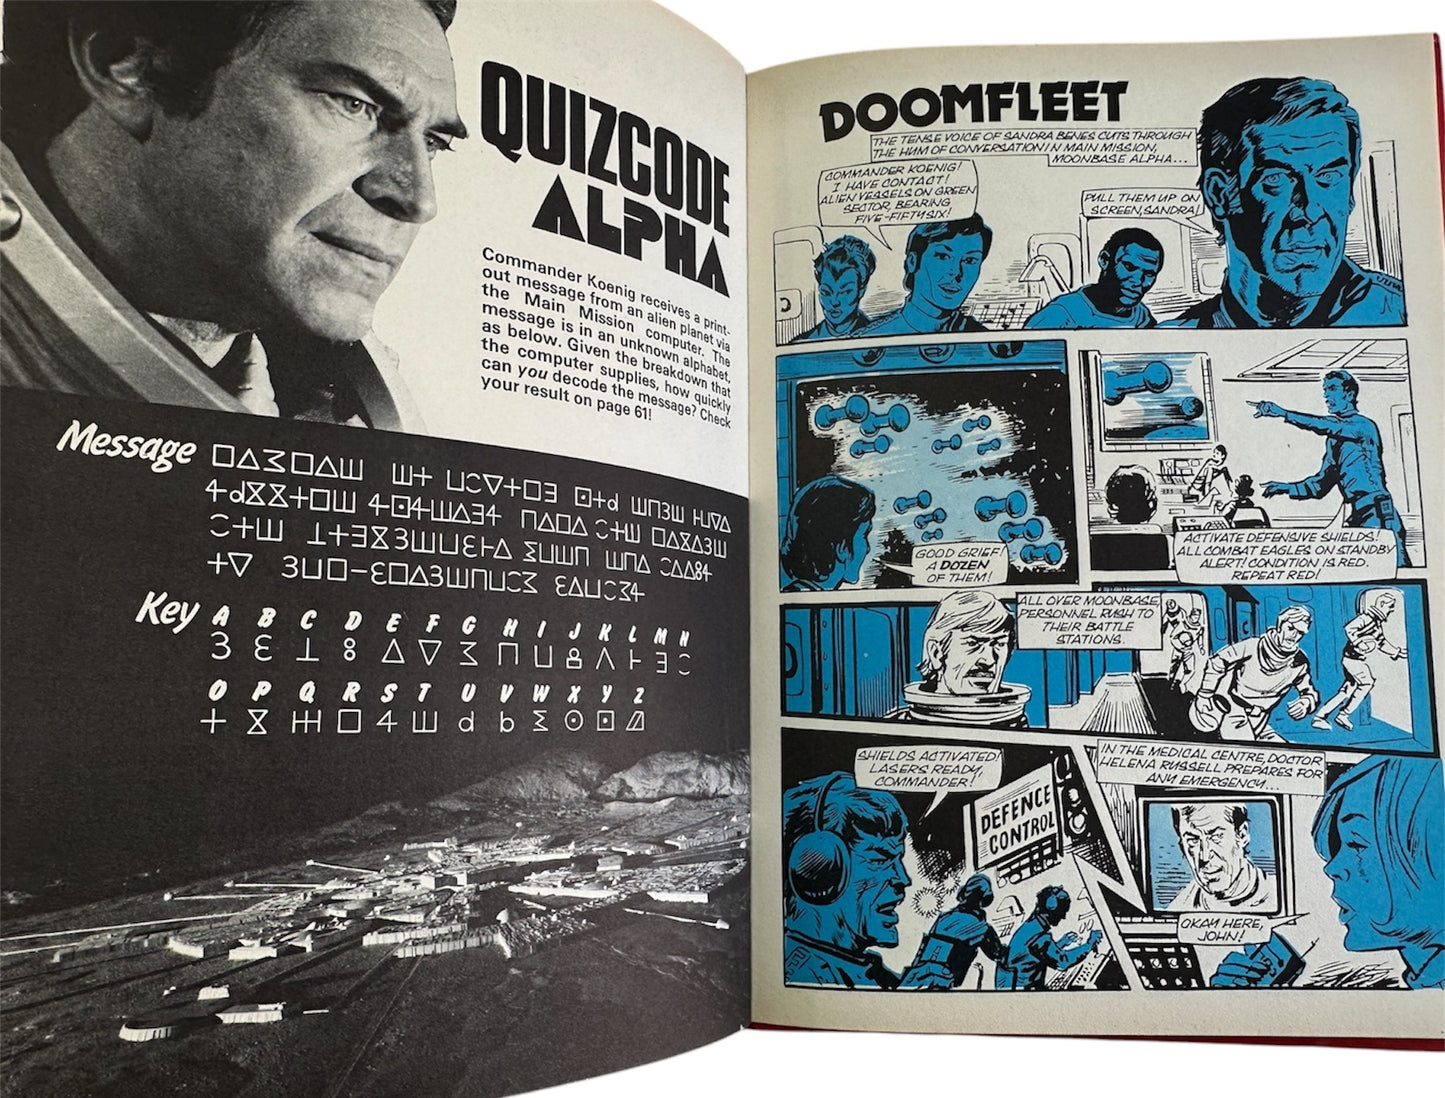 QUIZCODE
ALPHA
Commander Koenig receives a print-
out message from an alien planet via
the Main Mission computer. The
message is in an unknown alphabet,
as below. Given the breakdown that
the computer supplies, how quickly
can you decode the message? Check
your result on page 61!
Message
Key A B C D E F G H I J K L M N
O P Q R S T U V W X Y Z
DOOMFLEET
THE TENSE VOICE OF SANDRA BENES CUTS THROUGH
THE HUM OF CONVERSATION IN MAIN MISSION,
MOONBASE ALPHA...
COMMANDER KOENIG!
I HAVE CONTACT!
ALIEN VESSELS ON GREEN
SECTOR, BEARING
FIVE-FIFTYSIX!
PULL THEM UP ON
SCREEN, SANDRA!
GOOD GRIEF!
A DOZEN
OF THEM!
ACTIVATE DEFENSIVE SHIELDS!
ALL COMBAT EAGLES ON STANDBY
ALERT! CONDITION IS RED.
REPEAT RED!
ALL OVER MOONBASE,
PERSONNEL RUSH TO
THEIR BATTLE
STATIONS.
SHIELDS ACTIVATED!
LASERS READY,
COMMANDER!
DEFENCE
CONTROL
IN THE MEDICAL CENTRE, DOCTOR
HELENA RUSSELL PREPARES FOR
ANY EMERGENCY...
OKAY HERE,
JOHN!